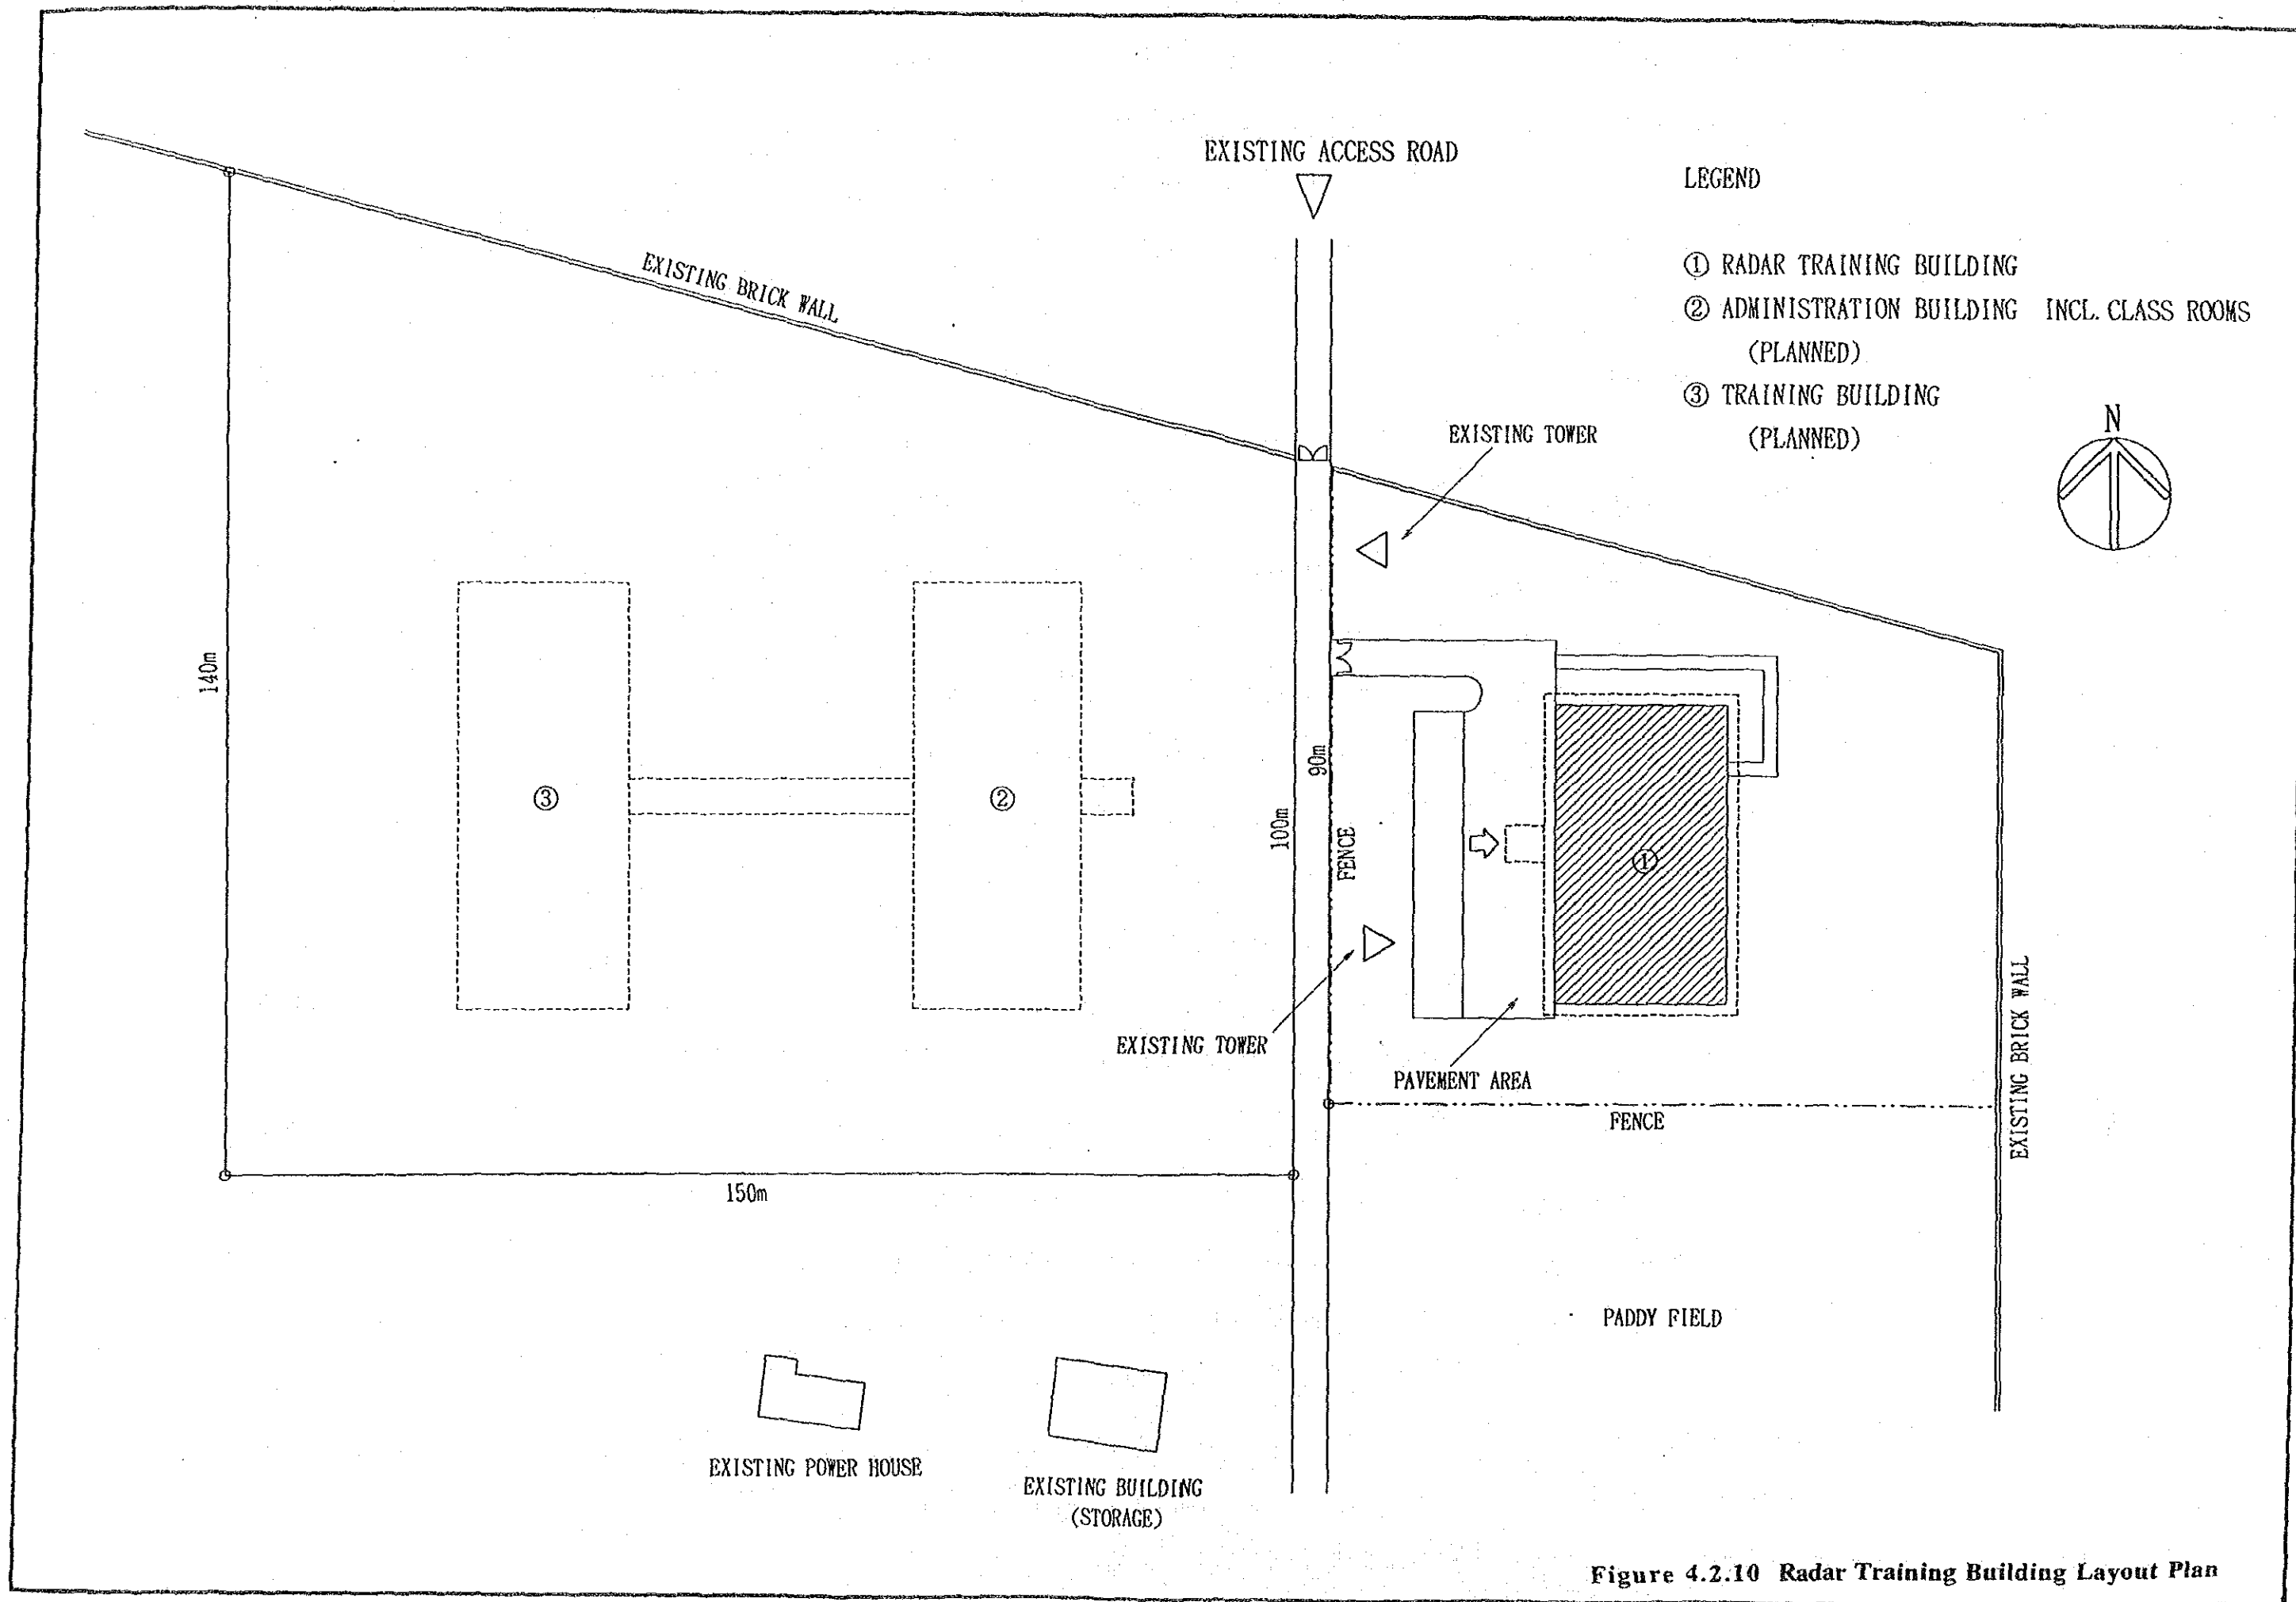 EXISTING ACCESS ROAD
LEGEND
① RADAR TRAINING BUILDING
② ADMINISTRATION BUILDING INCL. CLASS ROOMS
(PLANNED)
③ TRAINING BUILDING
(PLANNED)
N
EXISTING BRICK WALL
EXISTING TOWER
140m
③
②
90m
100m
FENCE
①
EXISTING TOWER
PAVEMENT AREA
FENCE
EXISTING BRICK WALL
150m
PADDY FIELD
EXISTING POWER HOUSE
EXISTING BUILDING
(STORAGE)
Figure 4.2.10 Radar Training Building Layout Plan